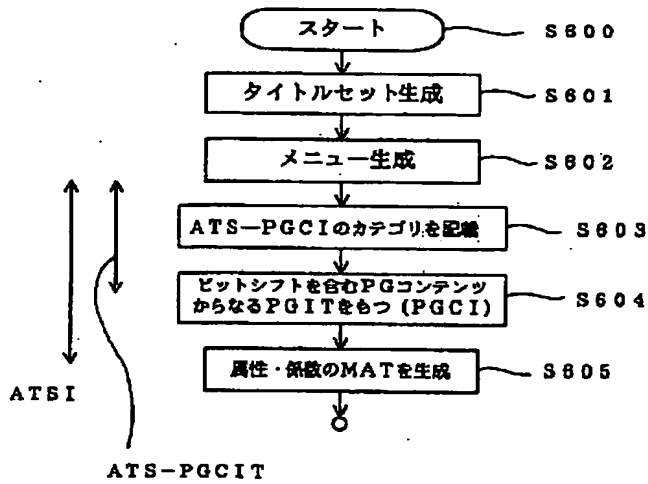 スタート
S600
タイトルセット生成
S601
メニュー生成
S602
ATS-PGCIのカテゴリを記載
S603
ビットシフトを含むPGコンテンツ
からなるPGITをもつ(PGCI)
S604
属性・係数のMATを生成
S605
ATSI
ATS-PGCIT